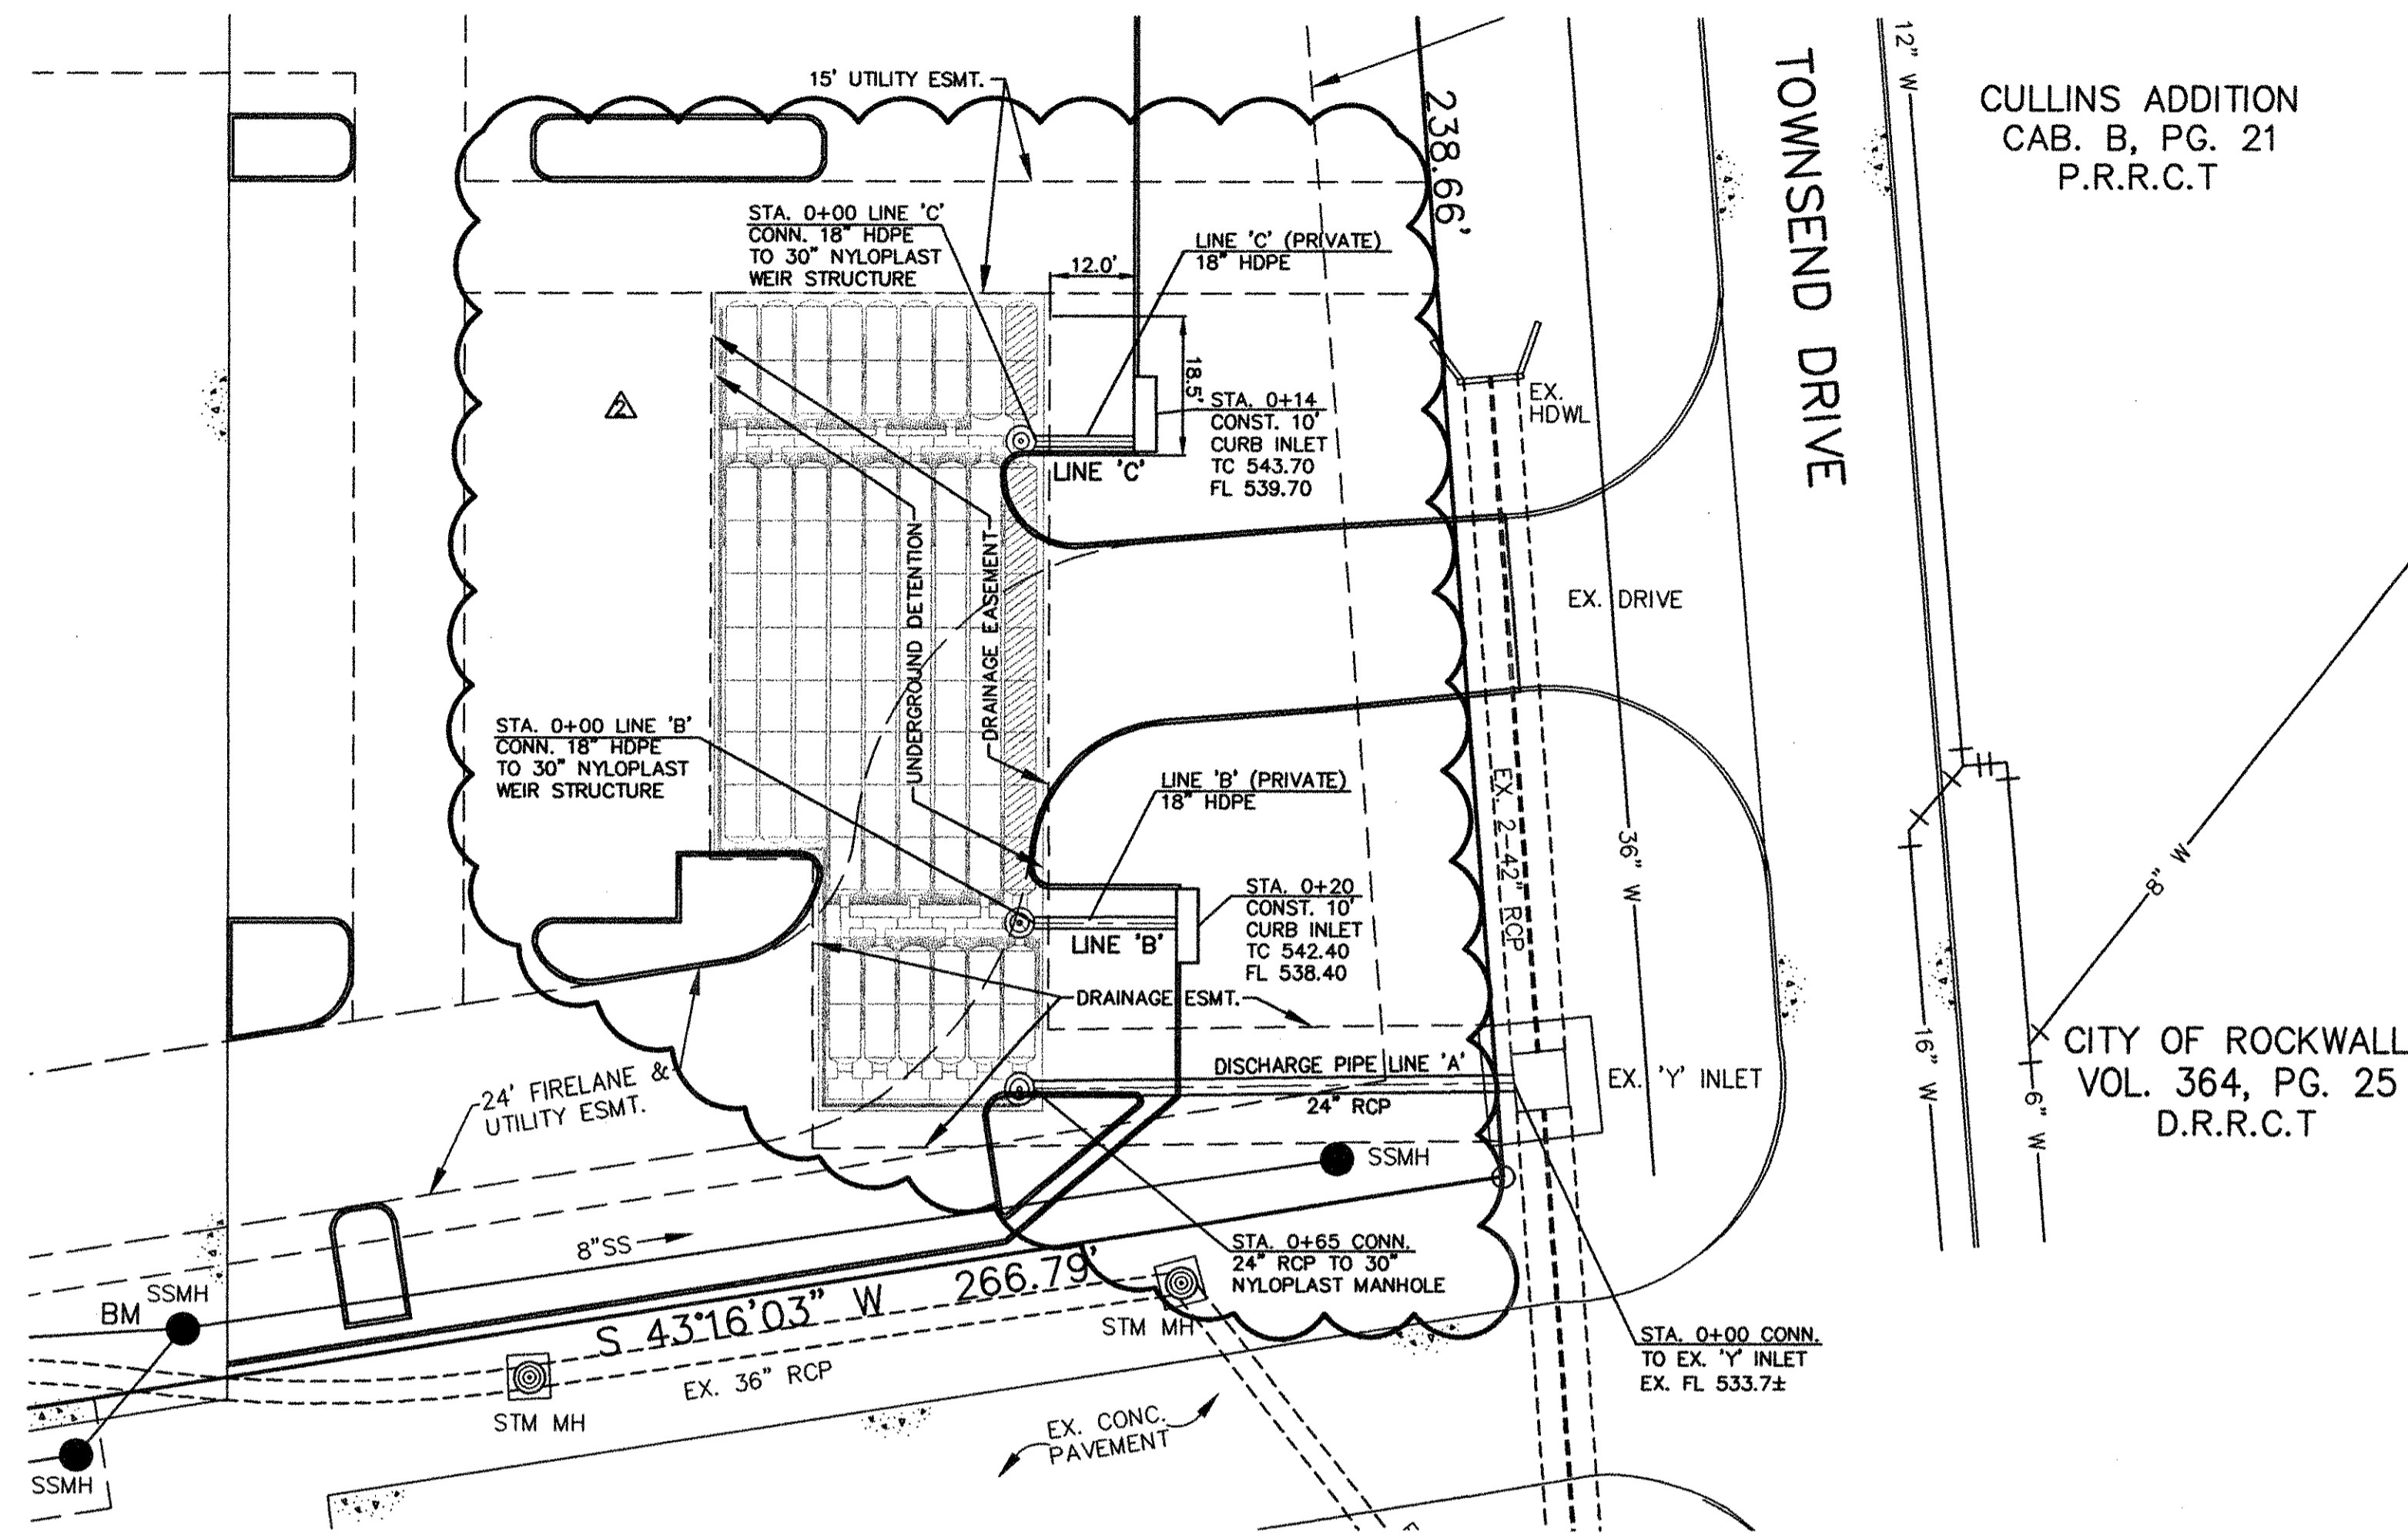 15' UTILITY ESMT.
238.66'
TOWNSEND DRIVE
12" W
CULLINS ADDITION
CAB. B, PG. 21
P.R.R.C.T
STA. 0+00 LINE 'C'
CONN. 18" HDPE
TO 30" NYLOPLAST
WEIR STRUCTURE
12.0'
LINE 'C' (PRIVATE)
18" HDPE
18.5'
STA. 0+14
CONST. 10'
CURB INLET
TC 543.70
FL 539.70
LINE 'C'
EX.
HDWL
2
UNDERGROUND DETENTION
DRAINAGE EASEMENT
EX. DRIVE
STA. 0+00 LINE 'B'
CONN. 18" HDPE
TO 30" NYLOPLAST
WEIR STRUCTURE
LINE 'B' (PRIVATE)
18" HDPE
EX. 2-42" RCP
36" W
8" W
STA. 0+20
CONST. 10'
CURB INLET
TC 542.40
FL 538.40
LINE 'B'
DRAINAGE ESMT.
DISCHARGE PIPE LINE 'A'
24" RCP
EX. 'Y' INLET
16" W
6" W
CITY OF ROCKWALL
VOL. 364, PG. 25
D.R.R.C.T
24' FIRELANE &
UTILITY ESMT.
SSMH
8"SS
STA. 0+65 CONN.
24" RCP TO 30"
NYLOPLAST MANHOLE
BM
SSMH
S 43°16'03" W 266.79'
STM MH
STA. 0+00 CONN.
TO EX. 'Y' INLET
EX. FL 533.7±
EX. 36" RCP
STM MH
EX. CONC.
PAVEMENT
SSMH